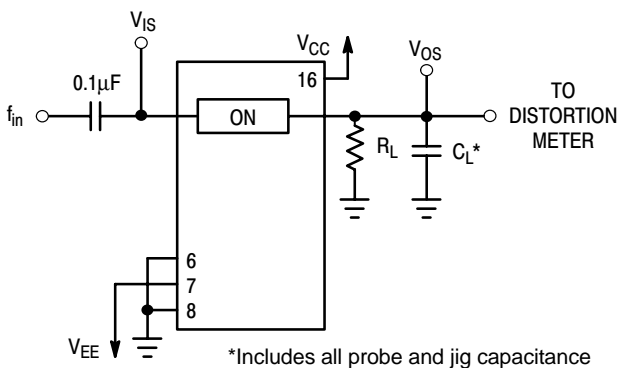 V_IS
V_CC
V_OS
16
0.1µF
f_in
ON
R_L
C_L*
TO
DISTORTION
METER
6
7
8
V_EE
*Includes all probe and jig capacitance